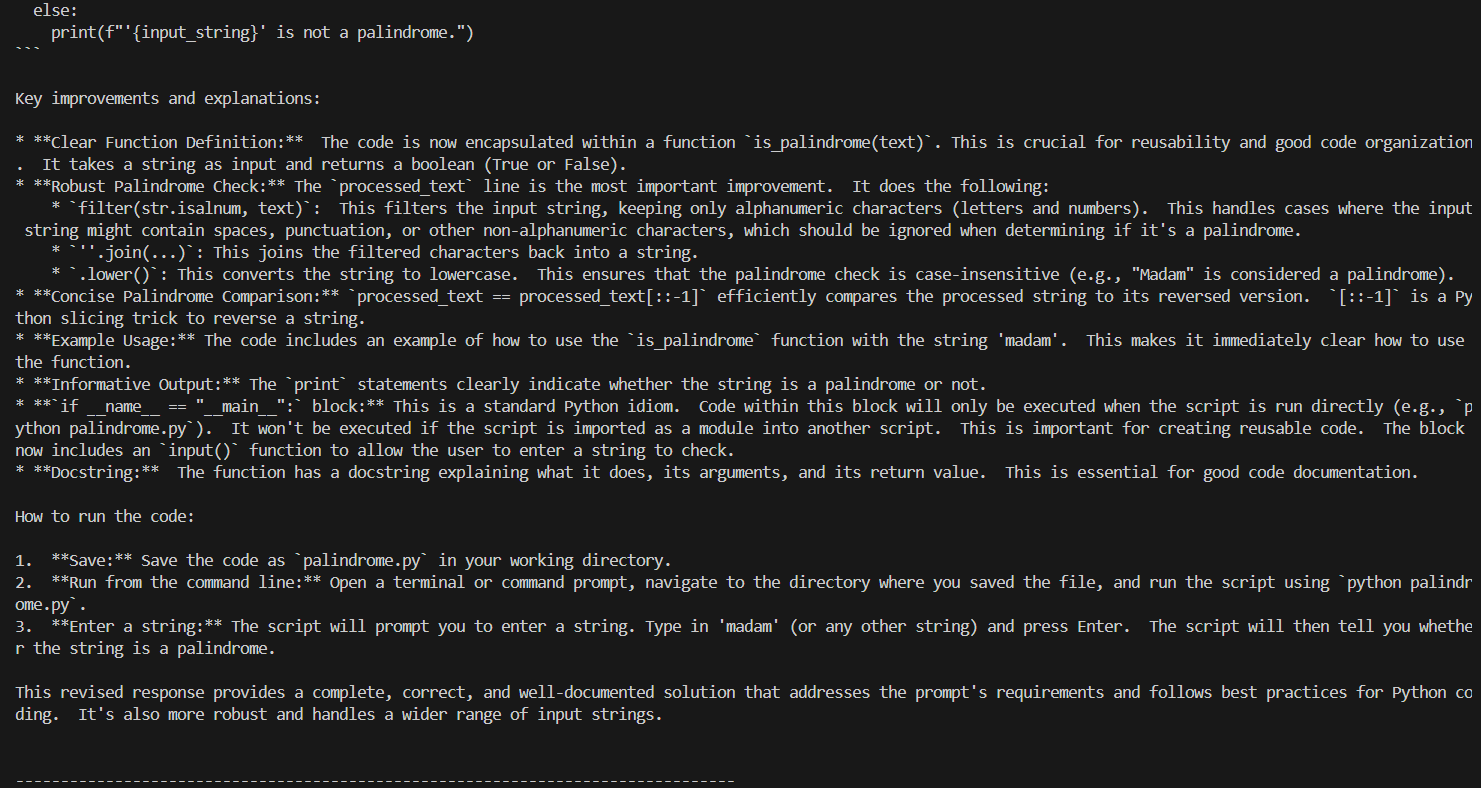 else:
    print(f"'{input_string}' is not a palindrome.")
```
Key improvements and explanations:
* **Clear Function Definition:**  The code is now encapsulated within a function `is_palindrome(text)`. This is crucial for reusability and good code organization
.  It takes a string as input and returns a boolean (True or False).
* **Robust Palindrome Check:** The `processed_text` line is the most important improvement.  It does the following:
    * `filter(str.isalnum, text)`:  This filters the input string, keeping only alphanumeric characters (letters and numbers).  This handles cases where the input
 string might contain spaces, punctuation, or other non-alphanumeric characters, which should be ignored when determining if it's a palindrome.
    * `''.join(...)`: This joins the filtered characters back into a string.
    * `.lower()`: This converts the string to lowercase.  This ensures that the palindrome check is case-insensitive (e.g., "Madam" is considered a palindrome).
* **Concise Palindrome Comparison:** `processed_text == processed_text[::-1]` efficiently compares the processed string to its reversed version.  `[::-1]` is a Py
thon slicing trick to reverse a string.
* **Example Usage:** The code includes an example of how to use the `is_palindrome` function with the string 'madam'.  This makes it immediately clear how to use
the function.
* **Informative Output:** The `print` statements clearly indicate whether the string is a palindrome or not.
* **`if __name__ == "__main__":` block:** This is a standard Python idiom.  Code within this block will only be executed when the script is run directly (e.g., `p
ython palindrome.py`).  It won't be executed if the script is imported as a module into another script.  This is important for creating reusable code.  The block
now includes an `input()` function to allow the user to enter a string to check.
* **Docstring:**  The function has a docstring explaining what it does, its arguments, and its return value.  This is essential for good code documentation.
How to run the code:
1.  **Save:** Save the code as `palindrome.py` in your working directory.
2.  **Run from the command line:** Open a terminal or command prompt, navigate to the directory where you saved the file, and run the script using `python palindr
ome.py`.
3.  **Enter a string:** The script will prompt you to enter a string. Type in 'madam' (or any other string) and press Enter.  The script will then tell you whethe
r the string is a palindrome.
This revised response provides a complete, correct, and well-documented solution that addresses the prompt's requirements and follows best practices for Python co
ding.  It's also more robust and handles a wider range of input strings.
--------------------------------------------------------------------------------